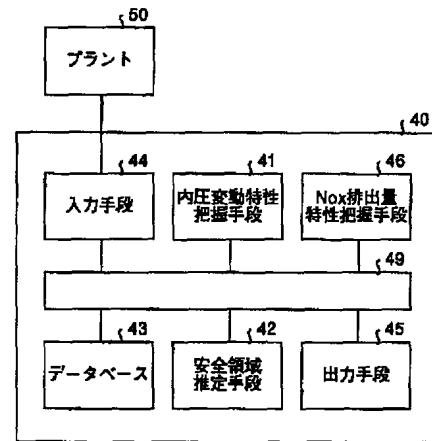 50
プラント
40
44
入力手段
41
内圧変動特性
把握手段
46
Nox排出量
特性把握手段
49
43
データベース
42
安全領域
推定手段
45
出力手段